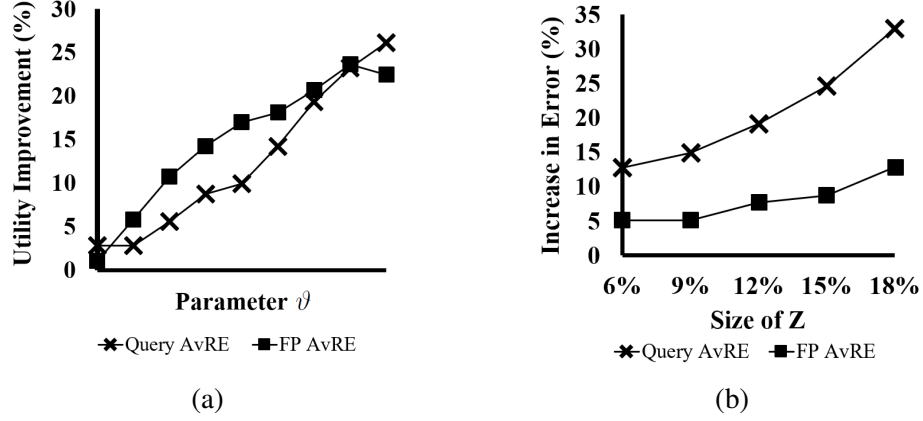 Utility Improvement (%)
30
25
20
15
10
5
0
Parameter ϑ
Query AvRE FP AvRE
(a)
Increase in Error (%)
35
30
25
20
15
10
5
0
6% 9% 12% 15% 18%
Size of Z
Query AvRE FP AvRE
(b)